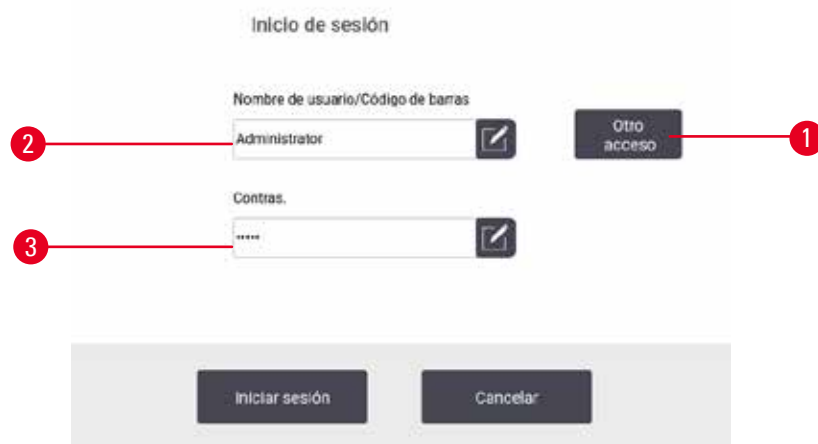 Inicio de sesión
Nombre de usuario/Código de barras
2
Administrator
Otro
acceso
1
Contras.
3
•••••
Iniciar sesión
Cancelar